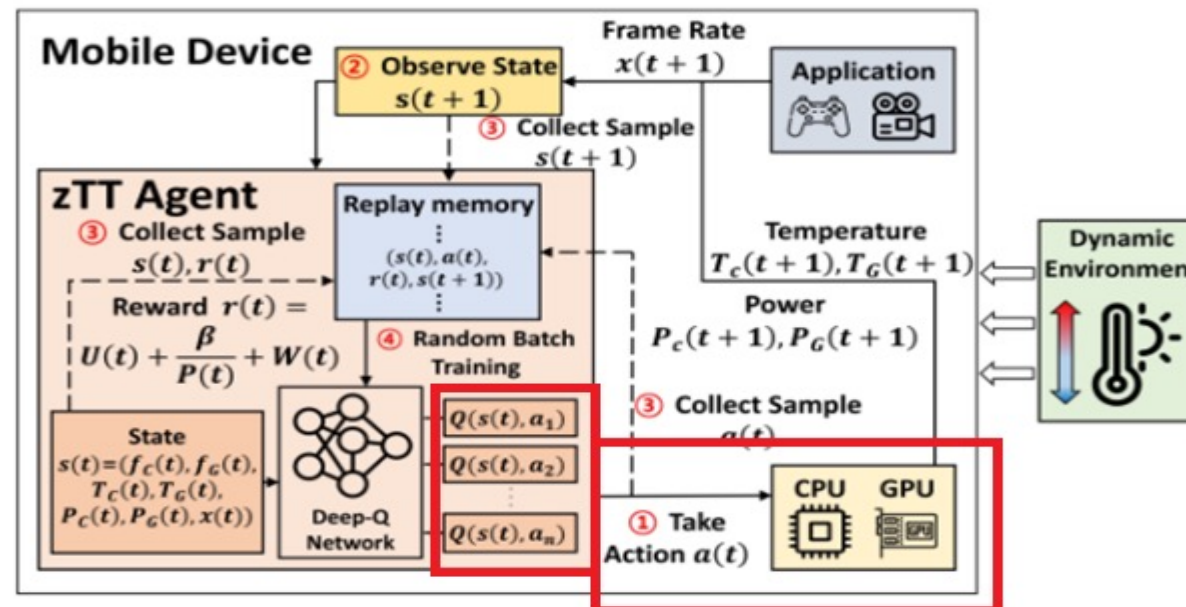 Mobile Device
② Observe State
s(t + 1)
Frame Rate
x(t + 1)
Application
③ Collect Sample
s(t + 1)
zTT Agent
③ Collect Sample
s(t), r(t)
Reward r(t) =
U(t) + β/P(t) + W(t)
Replay memory
⋮
(s(t), a(t),
r(t), s(t + 1))
⋮
④ Random Batch
Training
Temperature
T_C(t + 1), T_G(t + 1)
Power
P_C(t + 1), P_G(t + 1)
Dynamic
Environment
③ Collect Sample
a(t)
State
s(t)=(f_C(t), f_G(t),
T_C(t), T_G(t),
P_C(t), P_G(t), x(t))
Deep-Q
Network
Q(s(t), a_1)
Q(s(t), a_2)
⋮
Q(s(t), a_n)
① Take
Action a(t)
CPU GPU
GPU